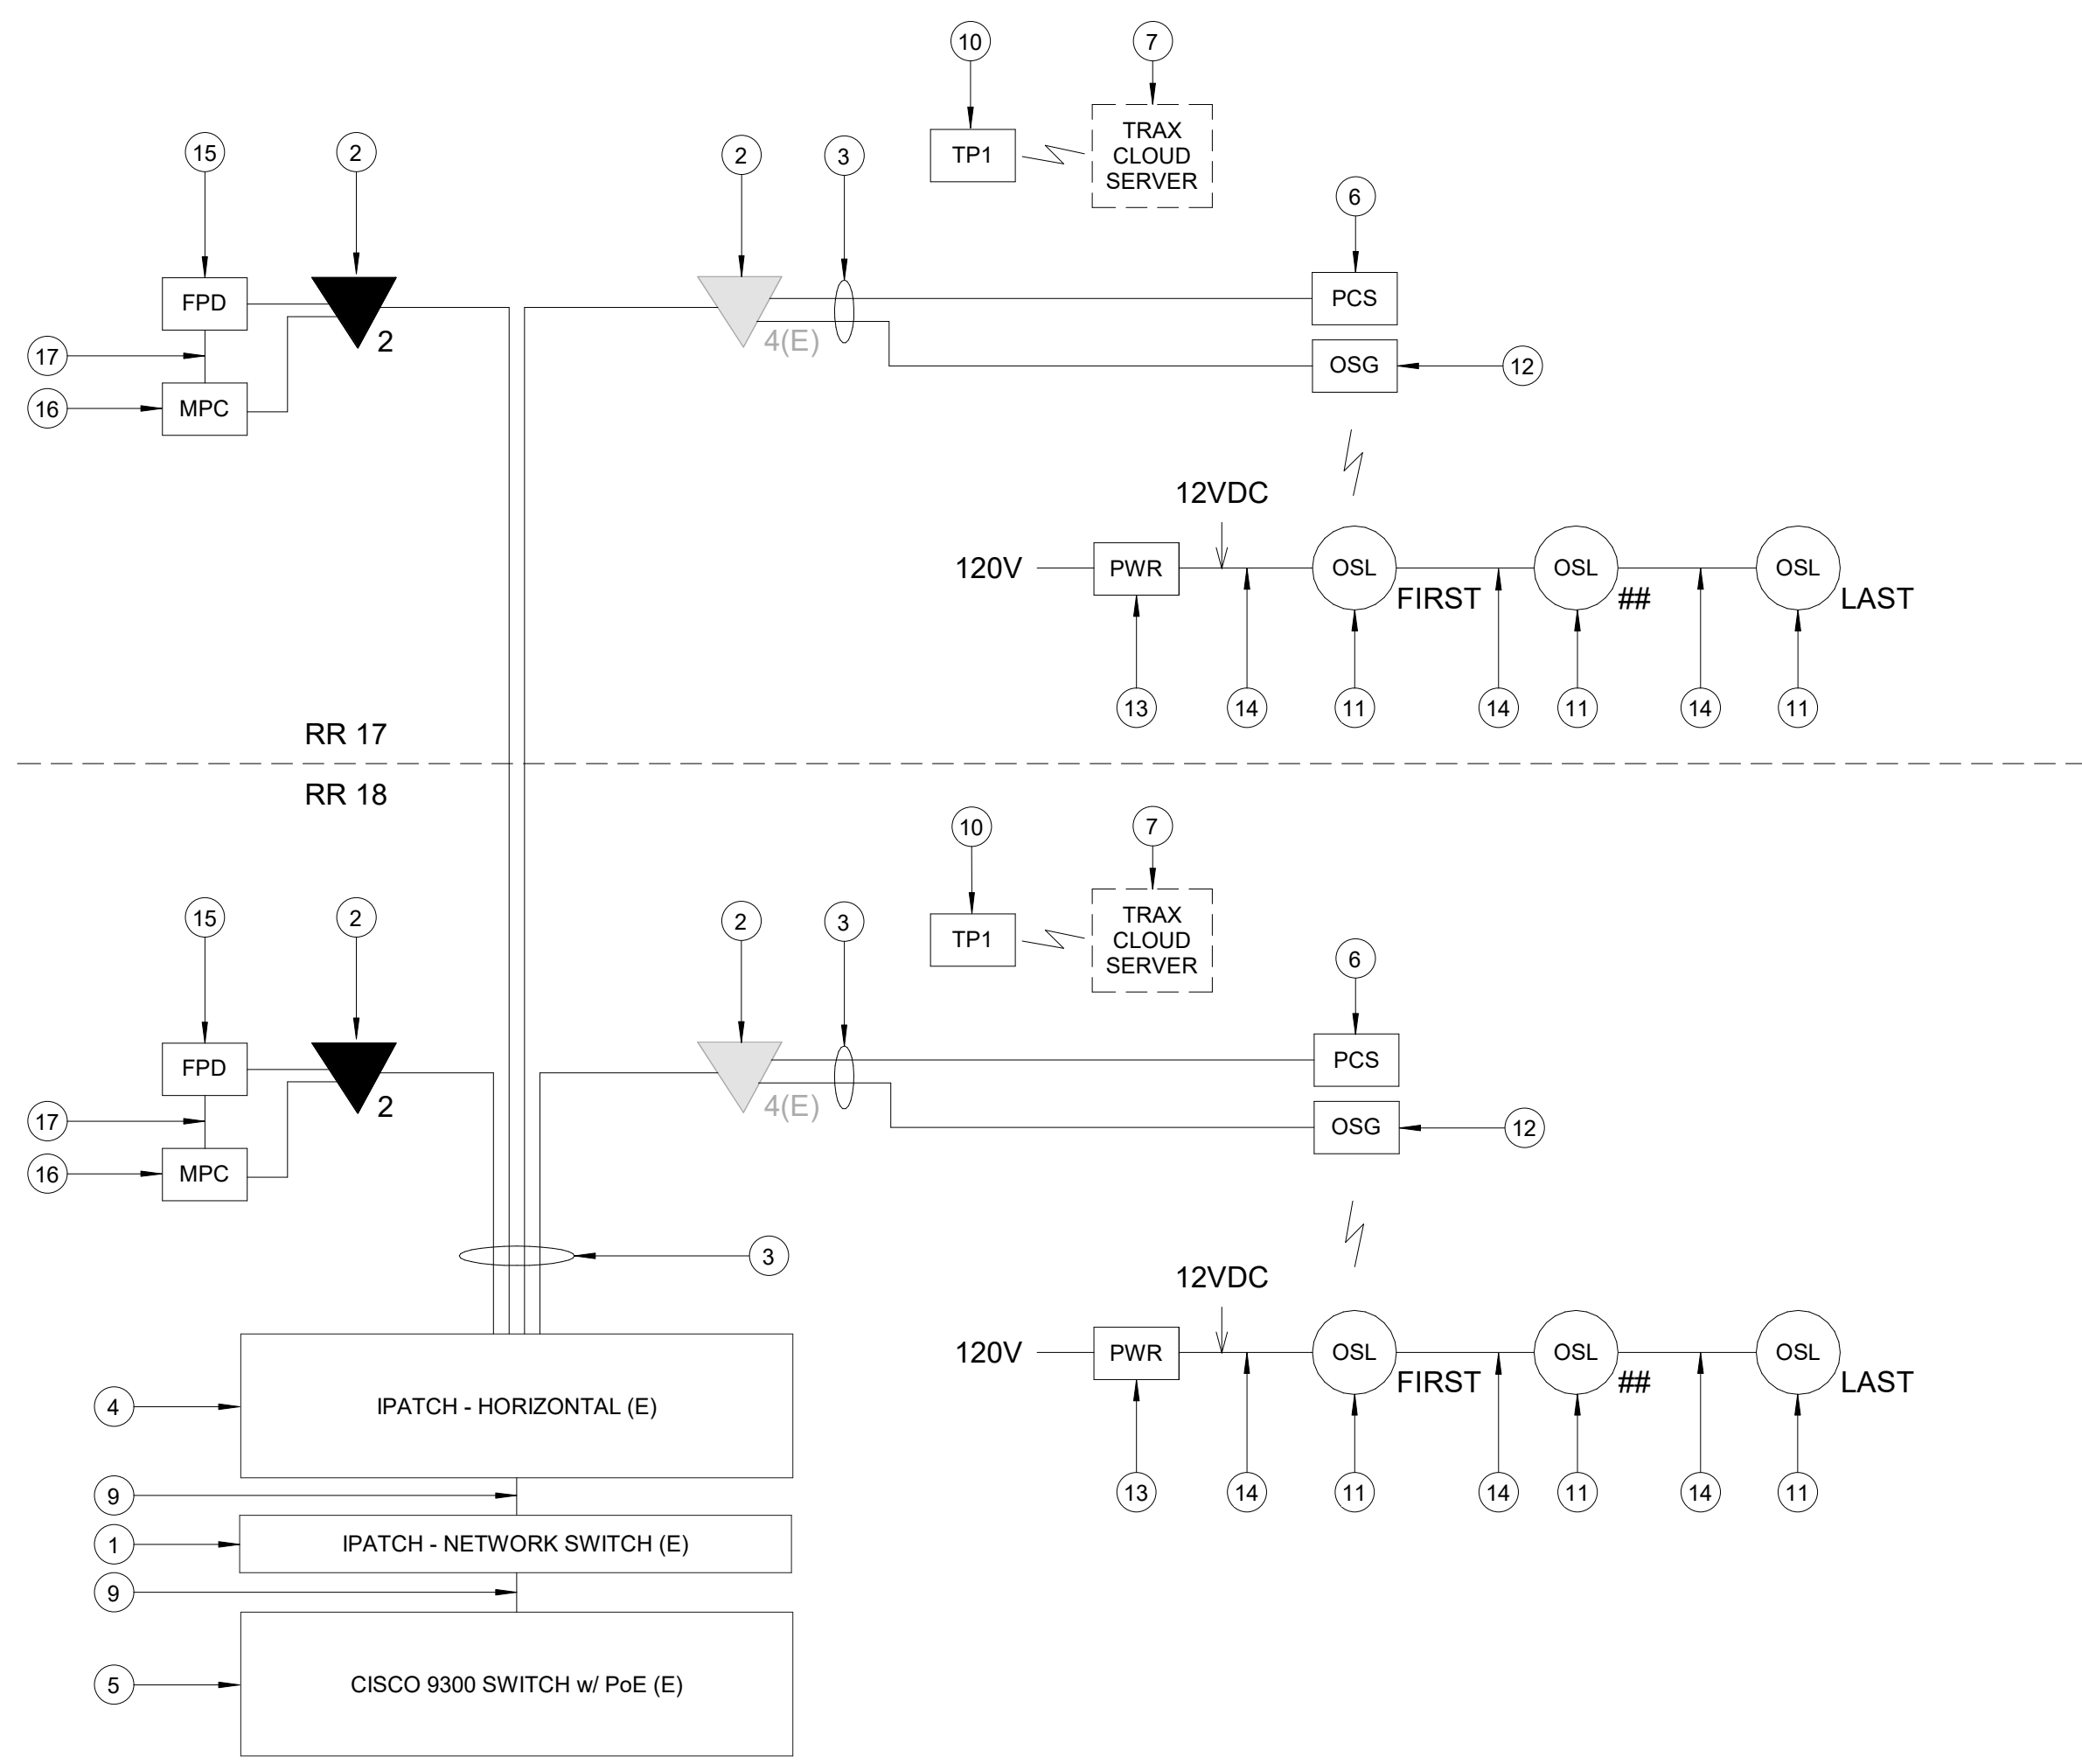 10
7
TRAX
CLOUD
SERVER
TP1
15
2
2
3
6
FPD
2
4(E)
PCS
17
OSG
12
16
MPC
12VDC
120V
PWR
OSL
FIRST
OSL
##
OSL
LAST
13
14
11
14
11
14
11
RR 17
RR 18
10
7
TRAX
CLOUD
SERVER
TP1
15
2
2
3
6
FPD
2
4(E)
PCS
17
OSG
12
16
MPC
3
12VDC
120V
PWR
OSL
FIRST
OSL
##
OSL
LAST
13
14
11
14
11
14
11
4
IPATCH - HORIZONTAL (E)
9
1
IPATCH - NETWORK SWITCH (E)
9
5
CISCO 9300 SWITCH w/ PoE (E)